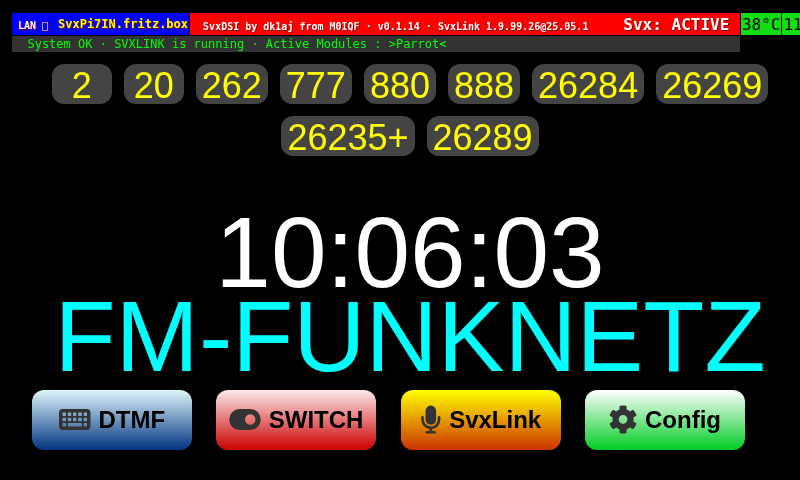 LAN SvxPi7IN.fritz.box SvxDSI by dk1aj from M0IQF · v0.1.14 · SvxLink 1.9.99.26@25.05.1 Svx: ACTIVE 38°C 11
System OK · SVXLINK is running · Active Modules : >Parrot<
2 20 262 777 880 888 26284 26269
26235+ 26289
10:06:03
FM-FUNKNETZ
DTMF SWITCH SvxLink Config